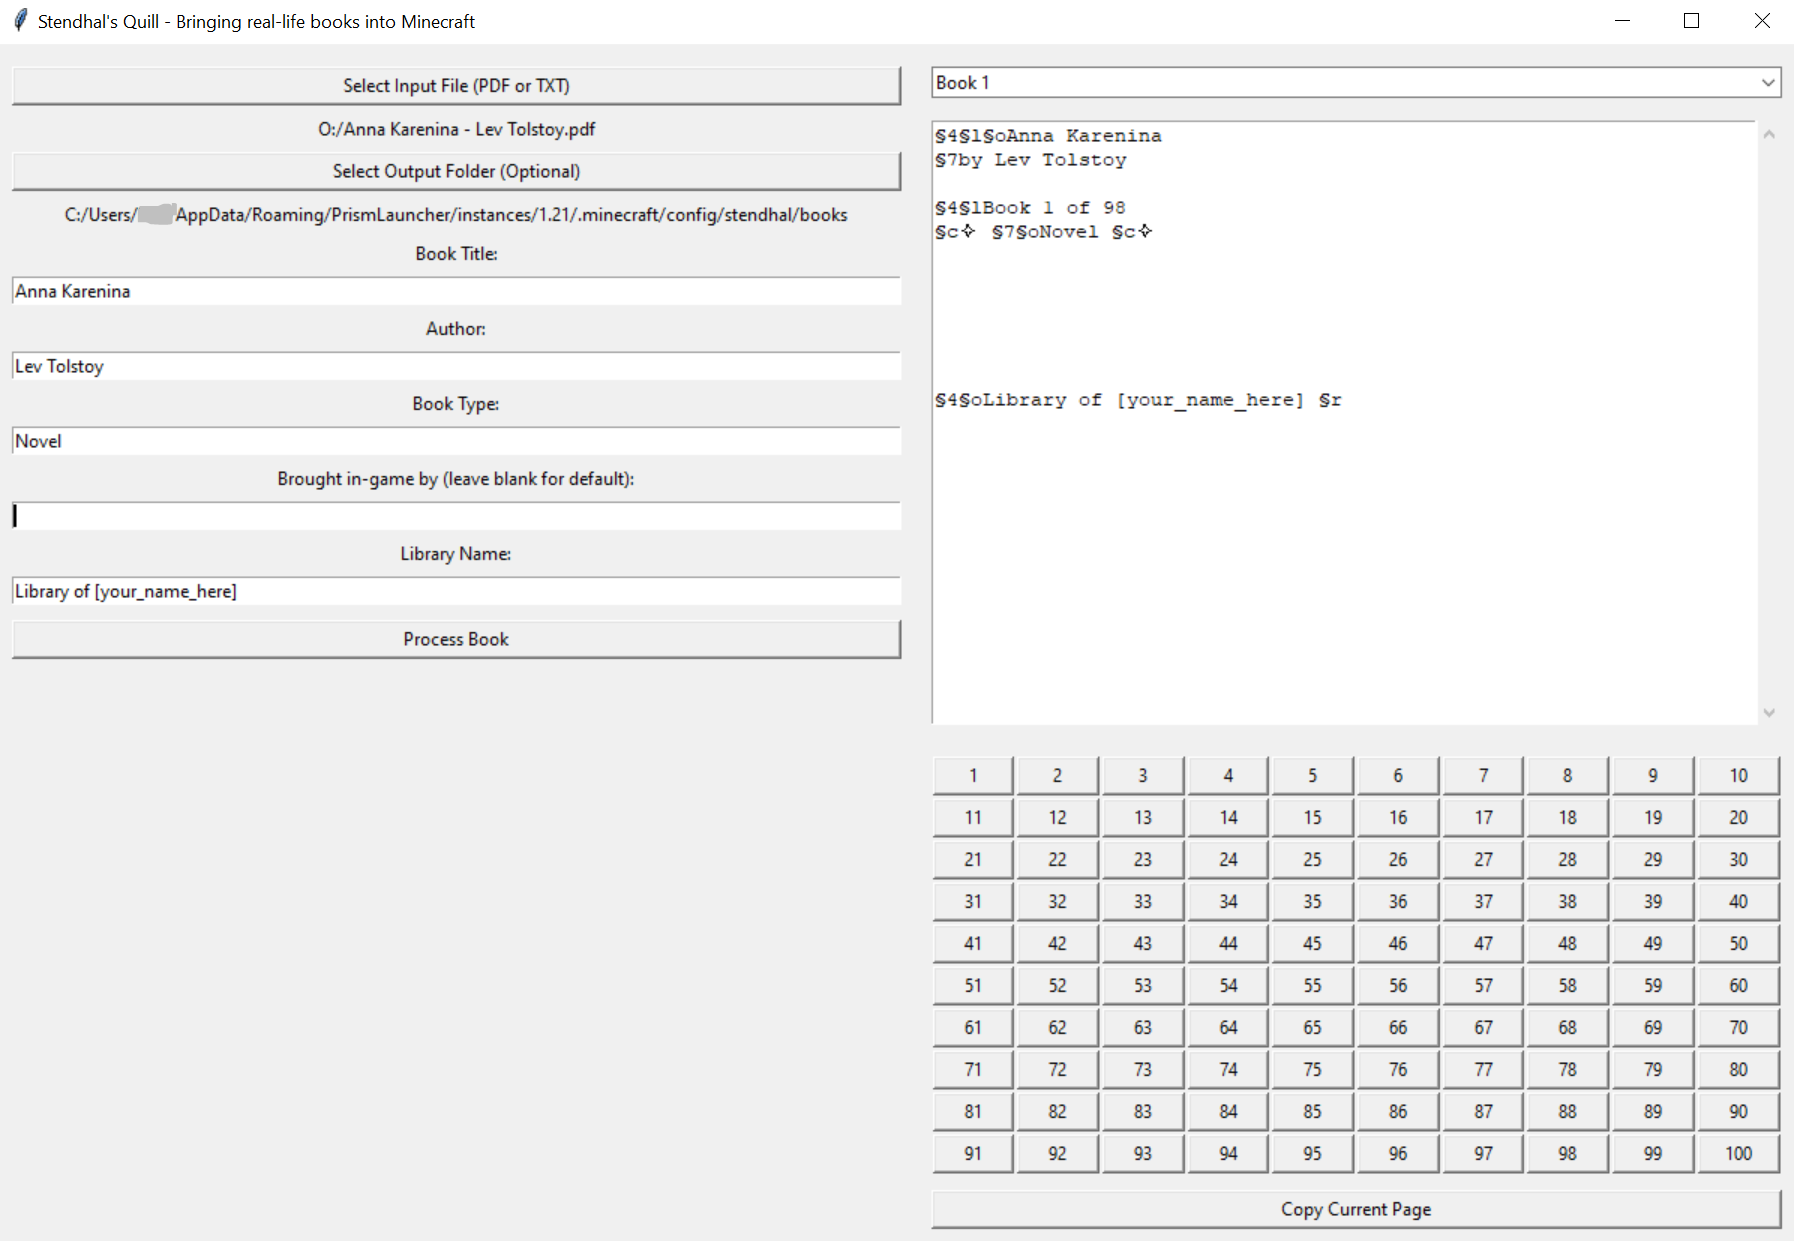 Stendhal's Quill - Bringing real-life books into Minecraft
Select Input File (PDF or TXT)
O:/Anna Karenina - Lev Tolstoy.pdf
Select Output Folder (Optional)
C:/Users/ AppData/Roaming/PrismLauncher/instances/1.21/.minecraft/config/stendhal/books
Book Title:
Anna Karenina
Author:
Lev Tolstoy
Book Type:
Novel
Brought in-game by (leave blank for default):
Library Name:
Library of [your_name_here]
Process Book
Book 1
§4§l§oAnna Karenina
§7by Lev Tolstoy
§4§lBook 1 of 98
§c✧ §7§oNovel §c✧
§4§oLibrary of [your_name_here] §r
1 2 3 4 5 6 7 8 9 10
11 12 13 14 15 16 17 18 19 20
21 22 23 24 25 26 27 28 29 30
31 32 33 34 35 36 37 38 39 40
41 42 43 44 45 46 47 48 49 50
51 52 53 54 55 56 57 58 59 60
61 62 63 64 65 66 67 68 69 70
71 72 73 74 75 76 77 78 79 80
81 82 83 84 85 86 87 88 89 90
91 92 93 94 95 96 97 98 99 100
Copy Current Page